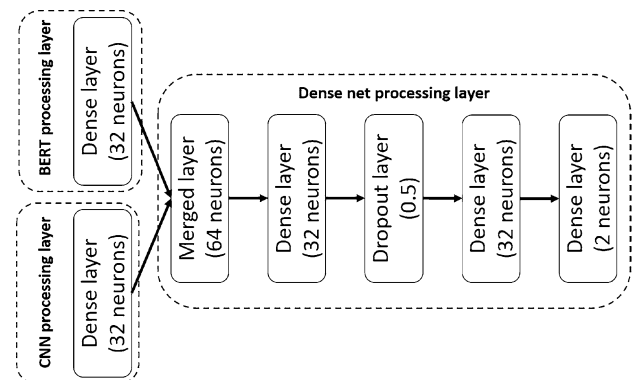 BERT processing layer
Dense layer
(32 neurons)
CNN processing layer
Dense layer
(32 neurons)
Dense net processing layer
Merged layer
(64 neurons)
Dense layer
(32 neurons)
Dropout layer
(0.5)
Dense layer
(32 neurons)
Dense layer
(2 neurons)